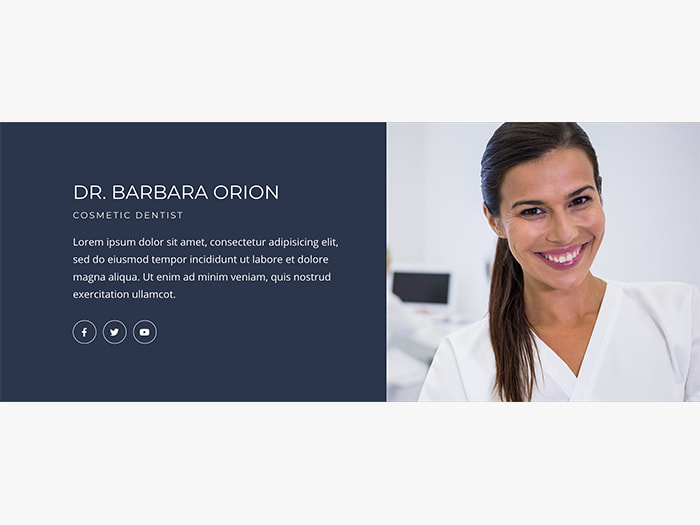 DR. BARBARA ORION
COSMETIC DENTIST
Lorem ipsum dolor sit amet, consectetur adipisicing elit,
sed do eiusmod tempor incididunt ut labore et dolore
magna aliqua. Ut enim ad minim veniam, quis nostrud
exercitation ullamcot.